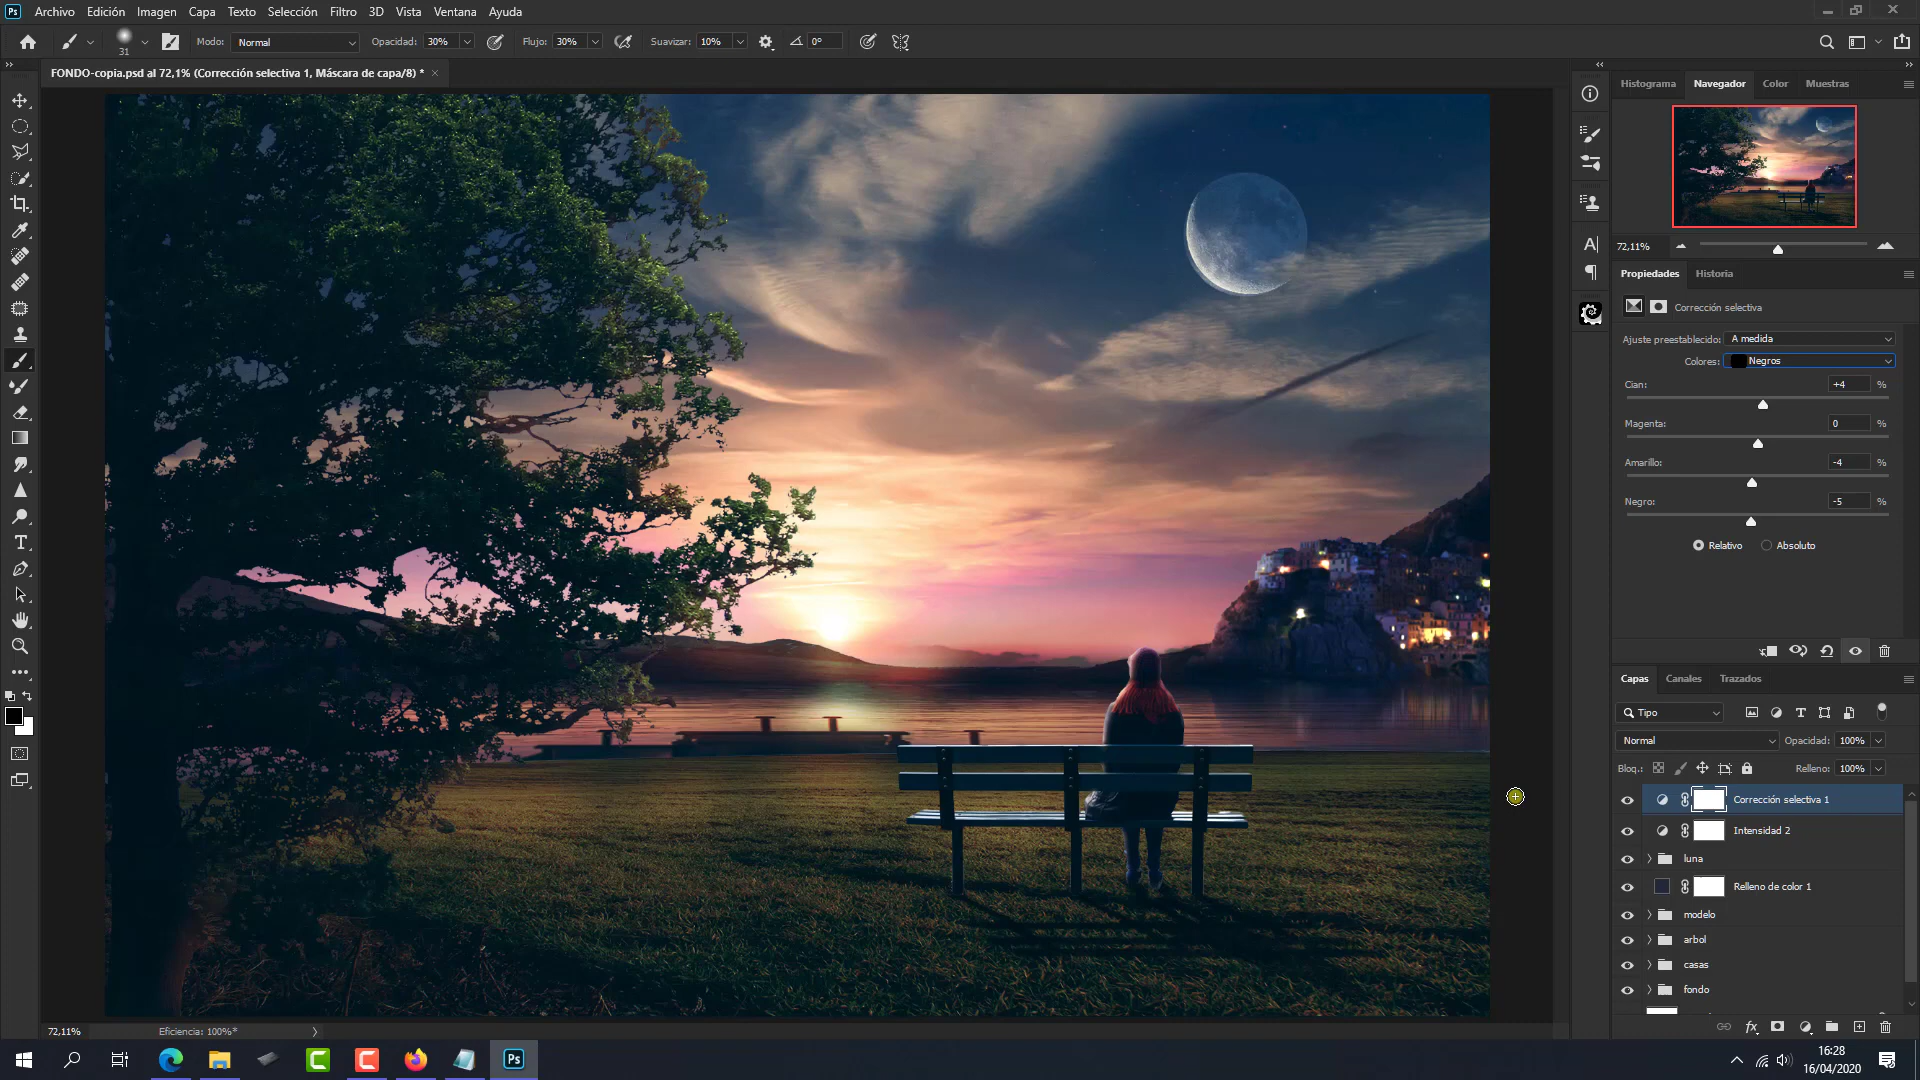 Ps Archivo Edición Imagen Capa Texto Selección Filtro 3D Vista Ventana Ayuda
31 Modo: Normal Opacidad: 30% Flujo: 30% Suavizar: 10% 0°
FONDO-copia.psd al 72,1% (Corrección selectiva 1, Máscara de capa/8) *
Histograma Navegador Color Muestras
72,11%
Propiedades Historia
Corrección selectiva
Ajuste preestablecido: A medida
Colores: Negros
Cian: +4 %
Magenta: 0 %
Amarillo: -4 %
Negro: -5 %
Relativo Absoluto
Capas Canales Trazados
Tipo
Normal Opacidad: 100%
Bloq.: Relleno: 100%
Corrección selectiva 1
Intensidad 2
luna
Relleno de color 1
modelo
arbol
casas
fondo
fx
72,11% Eficiencia: 100%*
Ps
16:28
16/04/2020